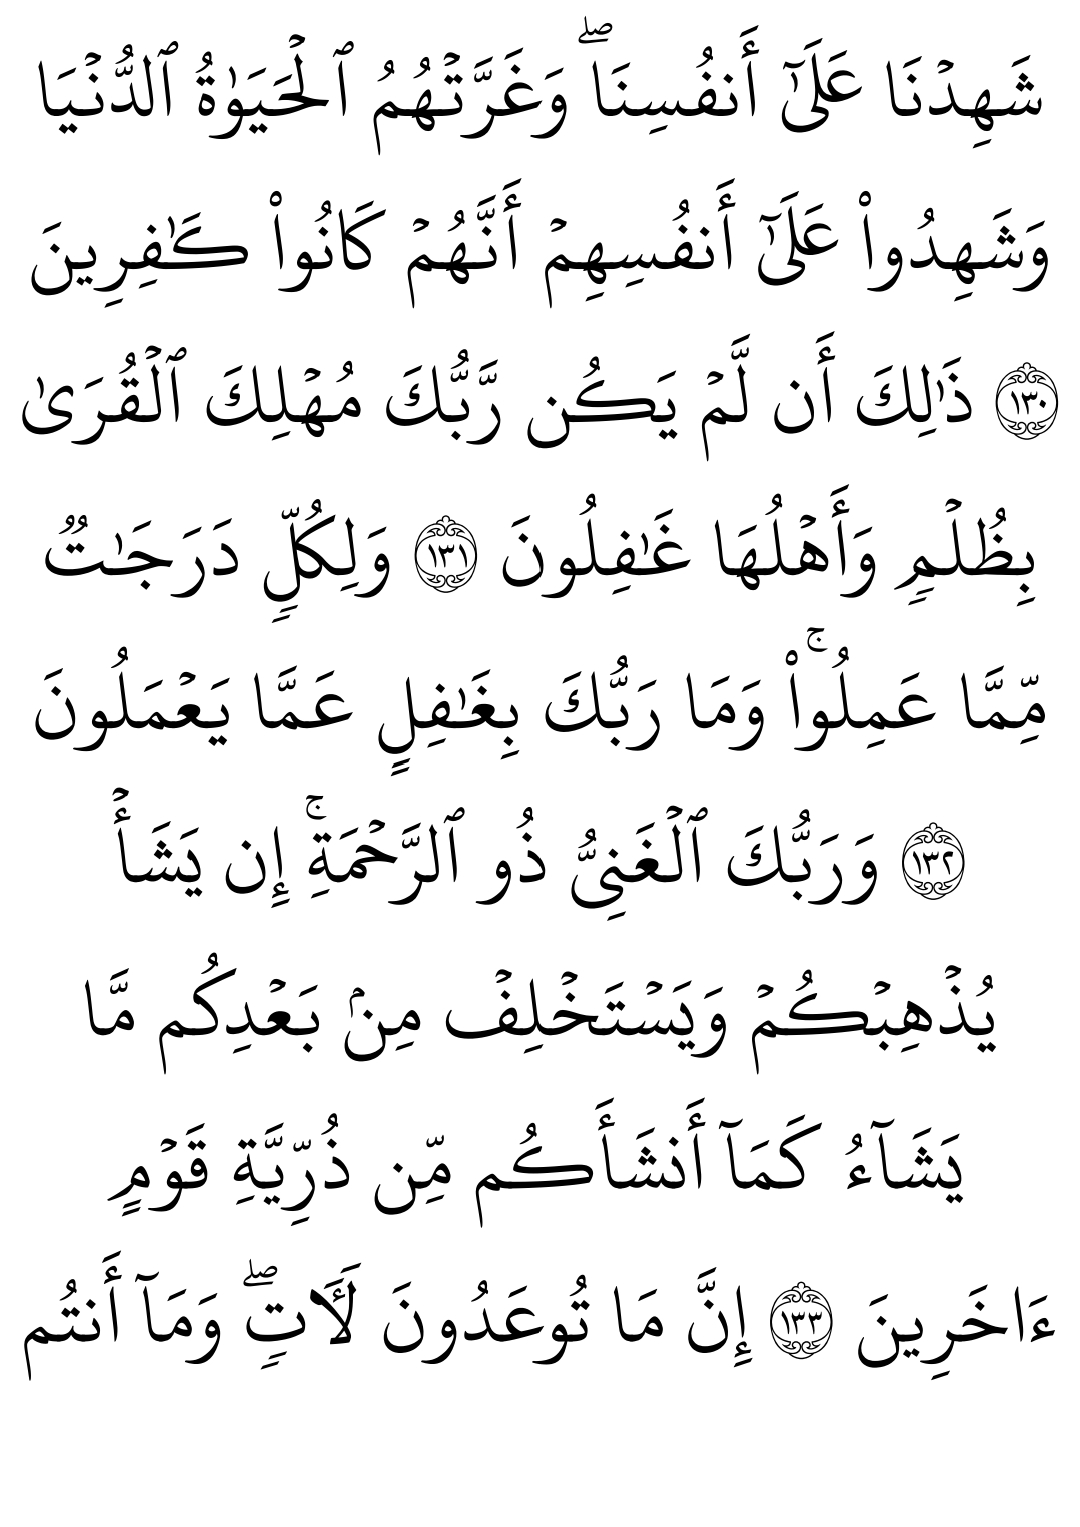 شَهِدۡنَا عَلَىٰٓ أَنفُسِنَاۖ وَغَرَّتۡهُمُ ٱلۡحَيَوٰةُ ٱلدُّنۡيَا
وَشَهِدُواْ عَلَىٰٓ أَنفُسِهِمۡ أَنَّهُمۡ كَانُواْ كَٰفِرِينَ
١٣٠ ذَٰلِكَ أَن لَّمۡ يَكُن رَّبُّكَ مُهۡلِكَ ٱلۡقُرَىٰ
بِظُلۡمٖ وَأَهۡلُهَا غَٰفِلُونَ ١٣١ وَلِكُلّٖ دَرَجَٰتٞ
مِّمَّا عَمِلُواْۚ وَمَا رَبُّكَ بِغَٰفِلٍ عَمَّا يَعۡمَلُونَ
١٣٢ وَرَبُّكَ ٱلۡغَنِيُّ ذُو ٱلرَّحۡمَةِۚ إِن يَشَأۡ
يُذۡهِبۡكُمۡ وَيَسۡتَخۡلِفۡ مِنۢ بَعۡدِكُم مَّا
يَشَآءُ كَمَآ أَنشَأَكُم مِّن ذُرِّيَّةِ قَوۡمٍ
ءَاخَرِينَ ١٣٣ إِنَّ مَا تُوعَدُونَ لَأٓتٖۖ وَمَآ أَنتُم